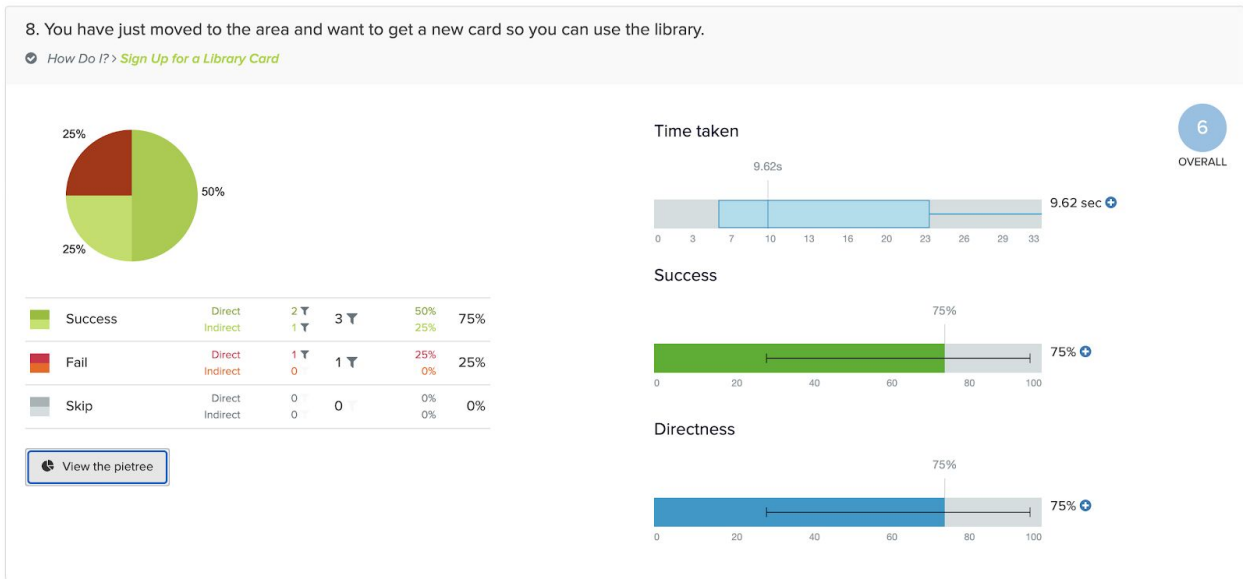 8. You have just moved to the area and want to get a new card so you can use the library.
How Do I? > Sign Up for a Library Card
25%
50%
25%
Success Direct 2 3 50% 75%
Indirect 1 25%
Fail Direct 1 1 25% 25%
Indirect 0 0%
Skip Direct 0 0 0% 0%
Indirect 0 0%
View the pietree
Time taken
9.62s
9.62 sec
0 3 7 10 13 16 20 23 26 29 33
Success
75%
75%
0 20 40 60 80 100
Directness
75%
75%
0 20 40 60 80 100
6
OVERALL